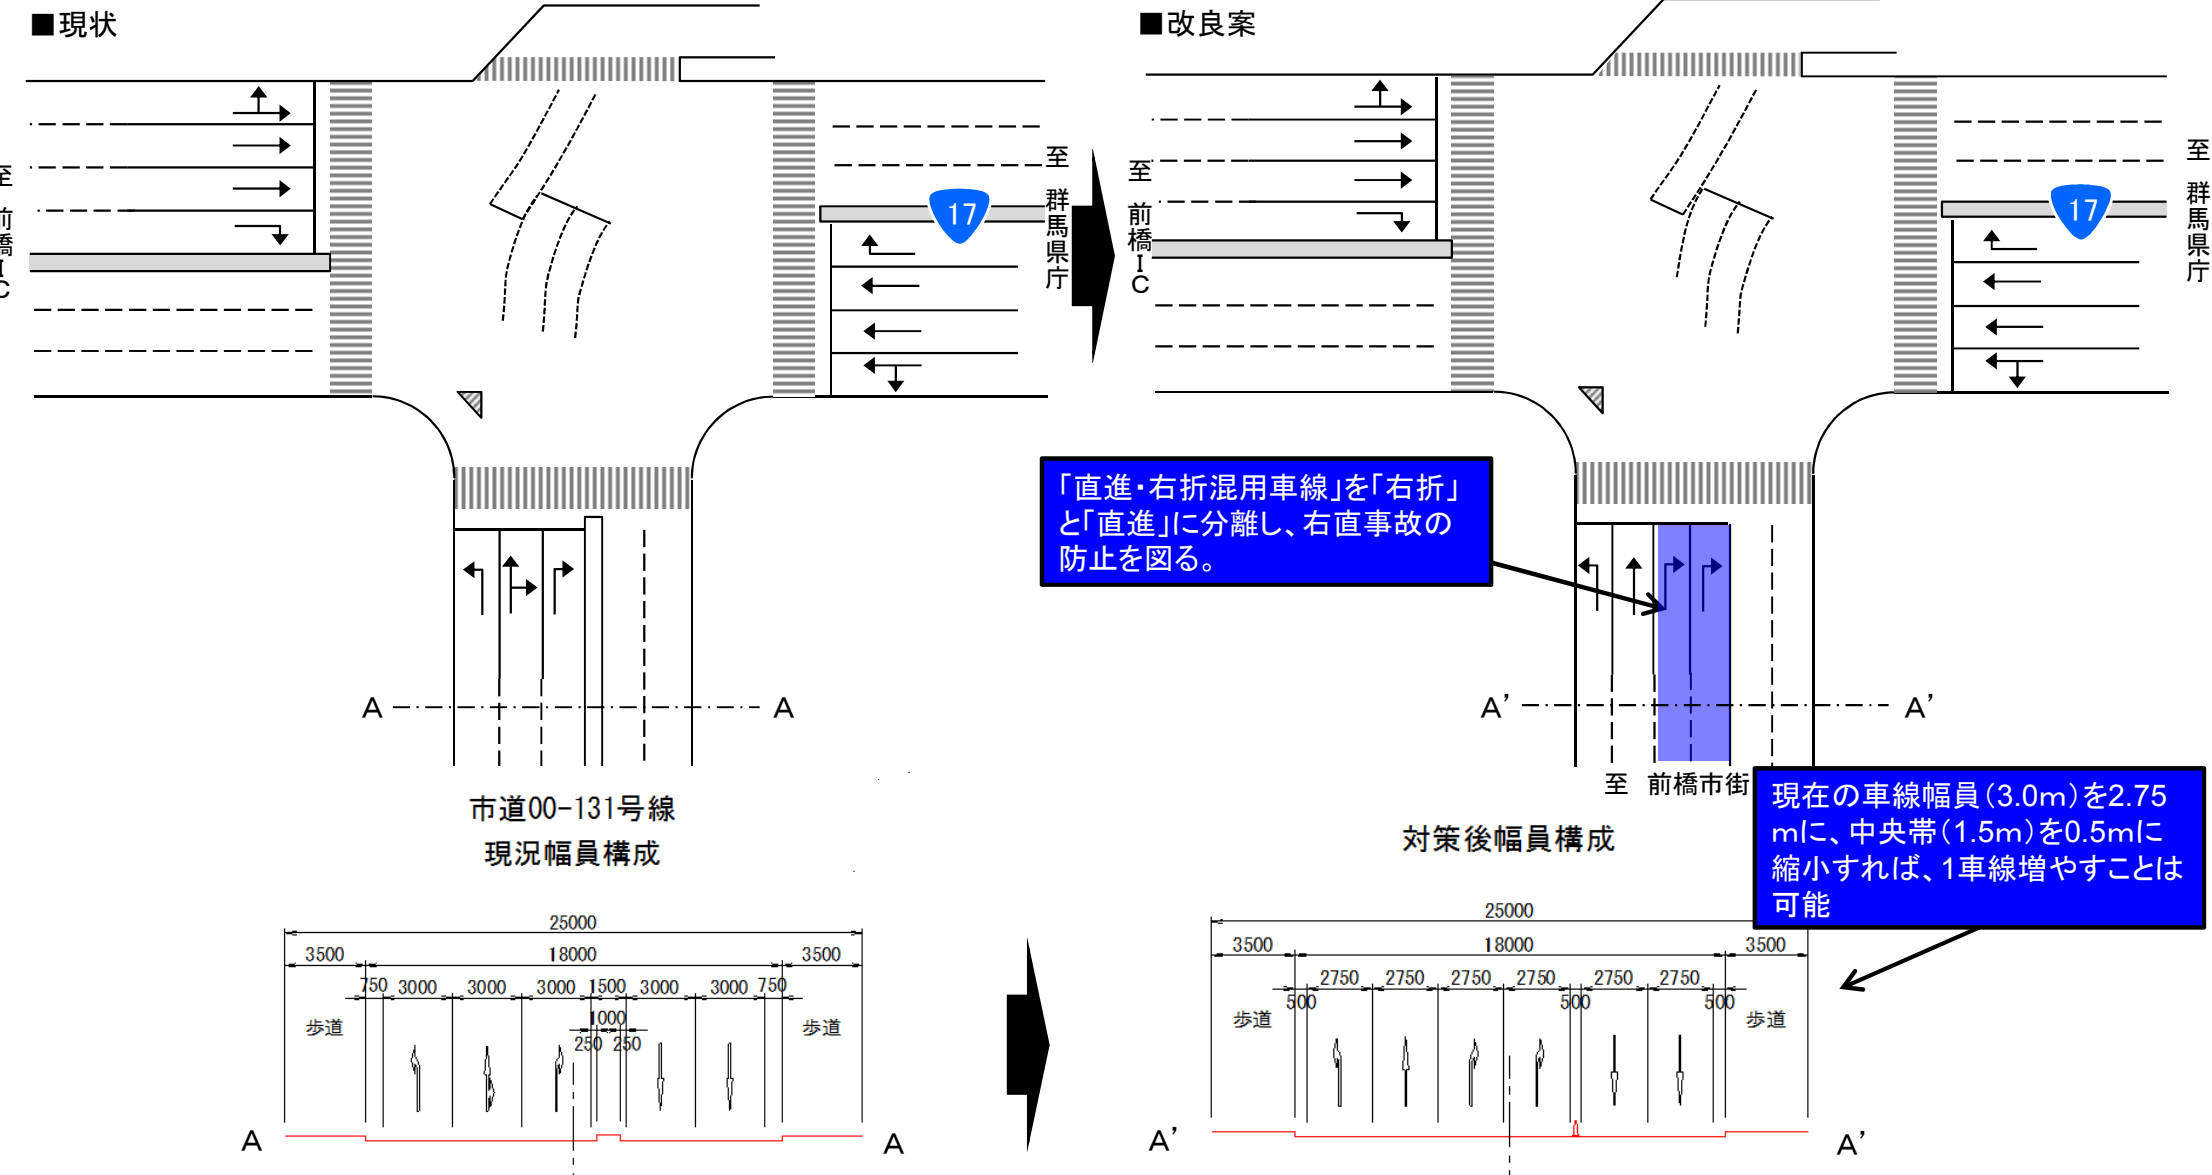 ■現状
■改良案
至 前橋IC
17
至 群馬県庁
至 前橋IC
17
至 群馬県庁
「直進・右折混用車線」を「右折」
と「直進」に分離し、右直事故の
防止を図る。
A
A
A’
A’
至 前橋市街
市道00-131号線
現況幅員構成
対策後幅員構成
現在の車線幅員(3.0m)を2.75
mに、中央帯(1.5m)を0.5mに
縮小すれば、1車線増やすことは
可能
25000
3500 18000 3500
750 3000 3000 3000 1500 3000 3000 750
1000
250 250
歩道 歩道
A A
25000
3500 18000 3500
2750 2750 2750 2750 2750 2750
500 500 500
歩道 歩道
A’ A’